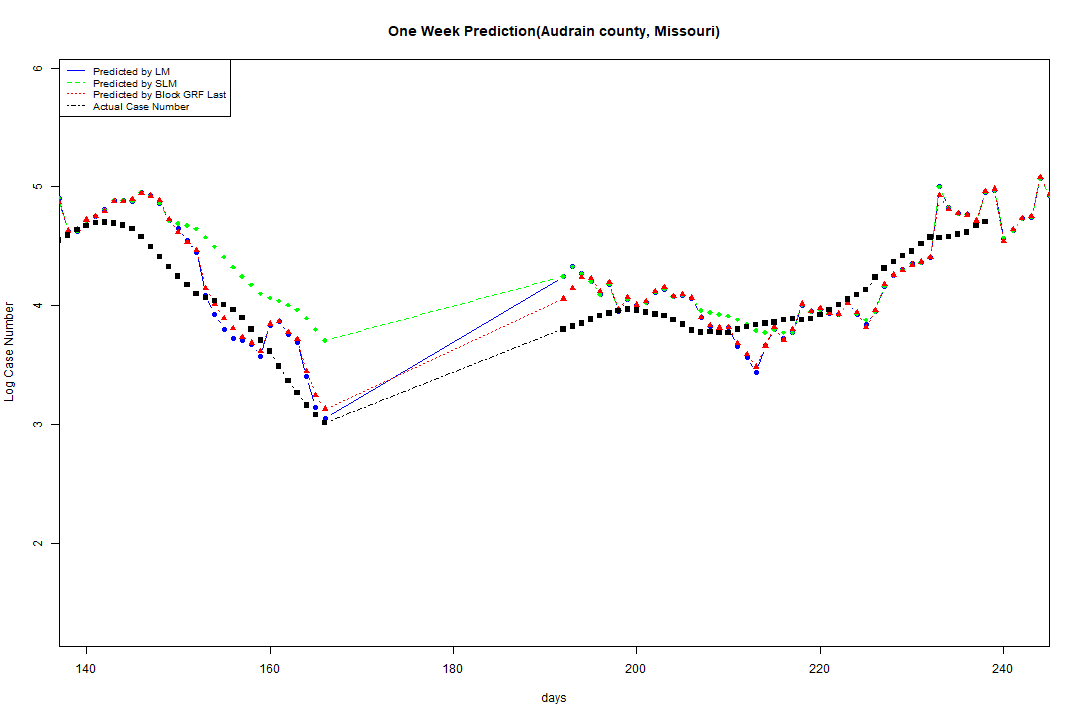 One Week Prediction(Audrain county, Missouri)
Predicted by LM
Predicted by SLM
Predicted by Block GRF Last
Actual Case Number
6
5
4
3
2
Log Case Number
140 160 180 200 220 240
days